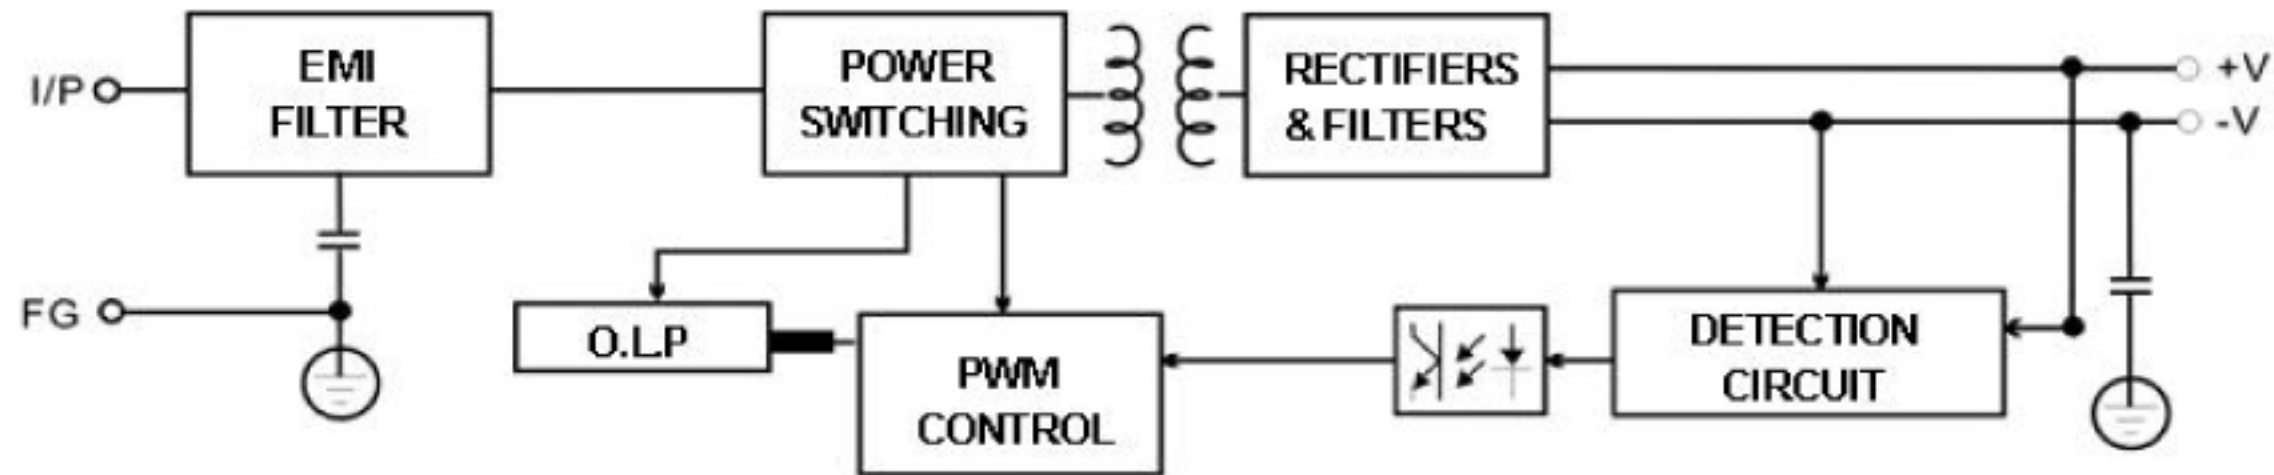 I/P
EMI
FILTER
POWER
SWITCHING
RECTIFIERS
& FILTERS
+V
-V
FG
O.L.P
PWM
CONTROL
DETECTION
CIRCUIT